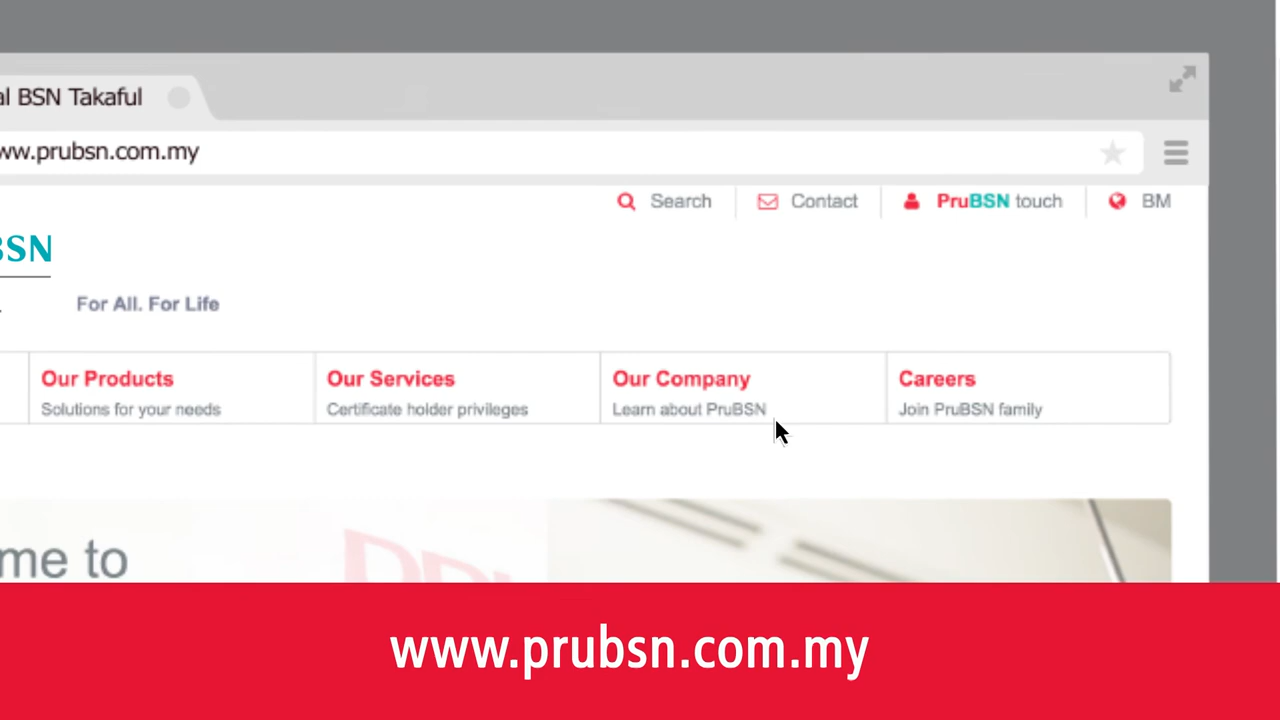 al BSN Takaful
ww.prubsn.com.my
Search
Contact
PruBSN touch
BM
BSN
For All. For Life
Our Products
Solutions for your needs
Our Services
Certificate holder privileges
Our Company
Learn about PruBSN
Careers
Join PruBSN family
me to
www.prubsn.com.my